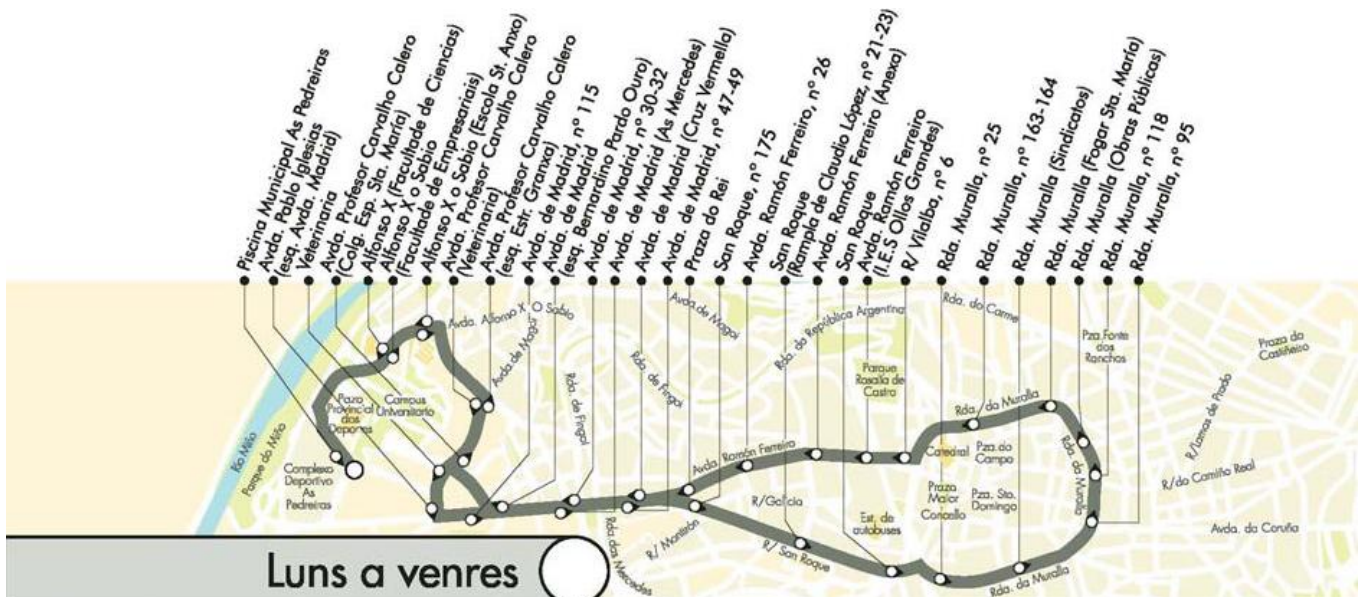 Piscina Municipal As Pedreiras
Avda. Pablo Iglesias
(esq. Avda. Madrid)
Veterinaria
Avda. Profesor Carvalho Calero
(Colg. Esp. Sta. María)
Alfonso X (Facultade de Ciencias)
Alfonso X o Sabio
(Facultade de Empresariais)
Alfonso X o Sabio (Escola St. Anxo)
Avda. Profesor Carvalho Calero
(Veterinaria)
Avda. Profesor Carvalho Calero
(esq. Estr. Granxa)
Avda. de Madrid, nº 115
Avda. de Madrid
(esq. Bernardino Pardo Ouro)
Avda. de Madrid, nº 30-32
Avda. de Madrid (As Mercedes)
Avda. de Madrid (Cruz Vermella)
Avda. de Madrid, nº 47-49
Praza do Rei
San Roque, nº 175
Avda. Ramón Ferreiro, nº 26
San Roque
(Rampla de Claudio López, nº 21-23)
Avda. Ramón Ferreiro (Anexa)
San Roque
Avda. Ramón Ferreiro
(I.E.S Ollos Grandes)
R/ Vilalba, nº 6
Rda. Muralla, nº 25
Rda. Muralla, nº 163-164
Rda. Muralla (Sindicatos)
Rda. Muralla (Fogar Sta. María)
Rda. Muralla (Obras Públicas)
Rda. Muralla, nº 118
Rda. Muralla, nº 95
Río Miño
Parque do Miño
Pazo
Provincial
dos
Deportes
Campus
Universitario
Complexo
Deportivo
As
Pedreiras
Avda. Alfonso X O Sabio
Avda. de Magoi
Rda. de Fingoi
Rda. de Fingoi
Avda. de Magoi
Rda. da República Argentina
Rda. do Carme
Parque
Rosalía de
Castro
Pza. Fonte
dos
Ranchos
Praza do
Castiñeiro
R/Lamas de Prado
R/do Camiño Real
Avda. da Coruña
Avda. Ramón Ferreiro
R/Galicia
R/ San Roque
R/ Montirón
Rda. das Mercedes
Est. de
autobuses
Catedral
Praza
Maior
Concello
Pza. do
Campo
Pza. Sto.
Domingo
Rda. da Muralla
Rda. da Muralla
Rda. da Muralla
Luns a venres